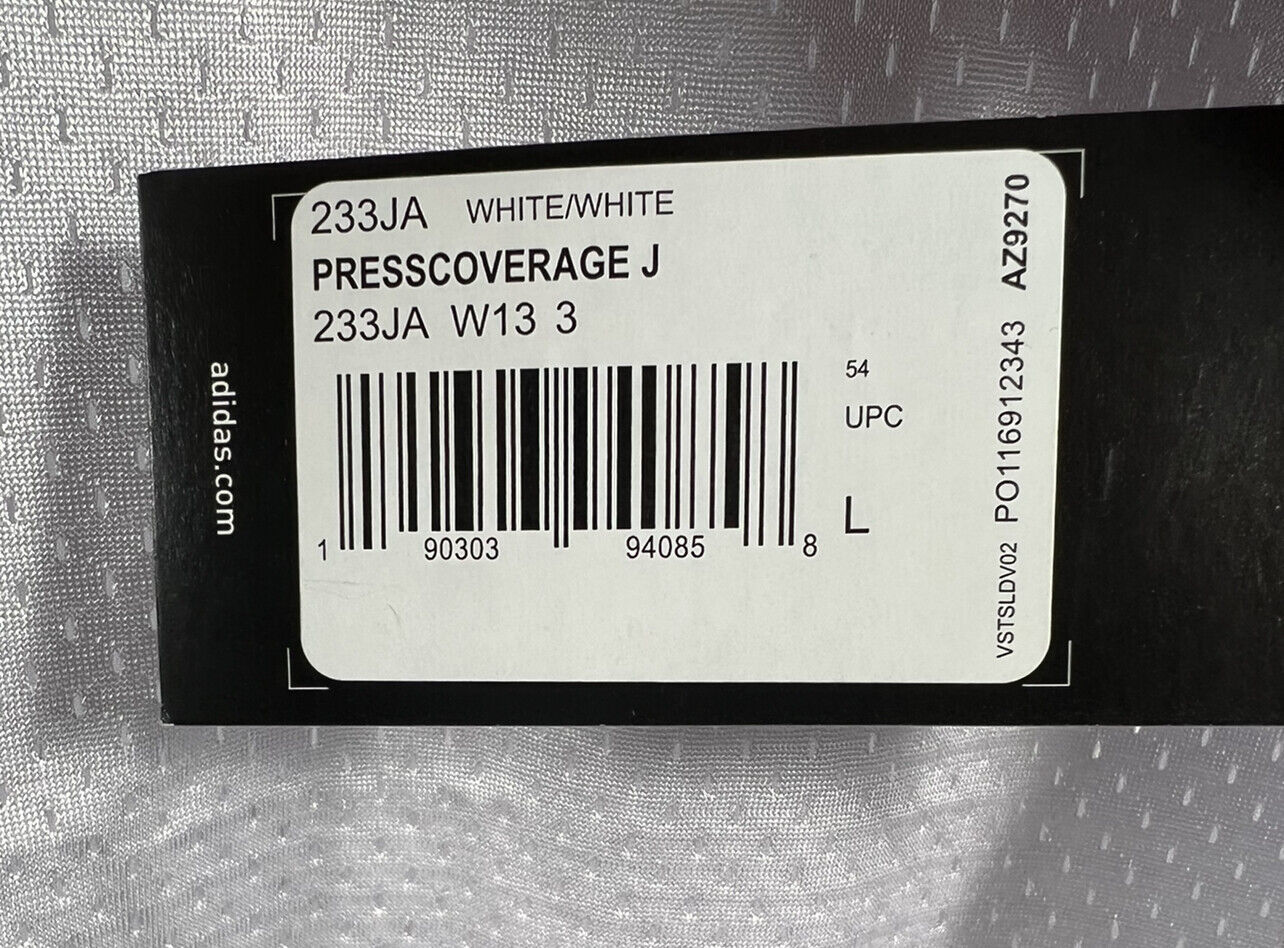 233JA WHITE/WHITE
PRESSCOVERAGE J
233JA W13 3
54
UPC
L
1 90303 94085 8
VSTSLDV02 PO116912343 AZ9270
adidas.com